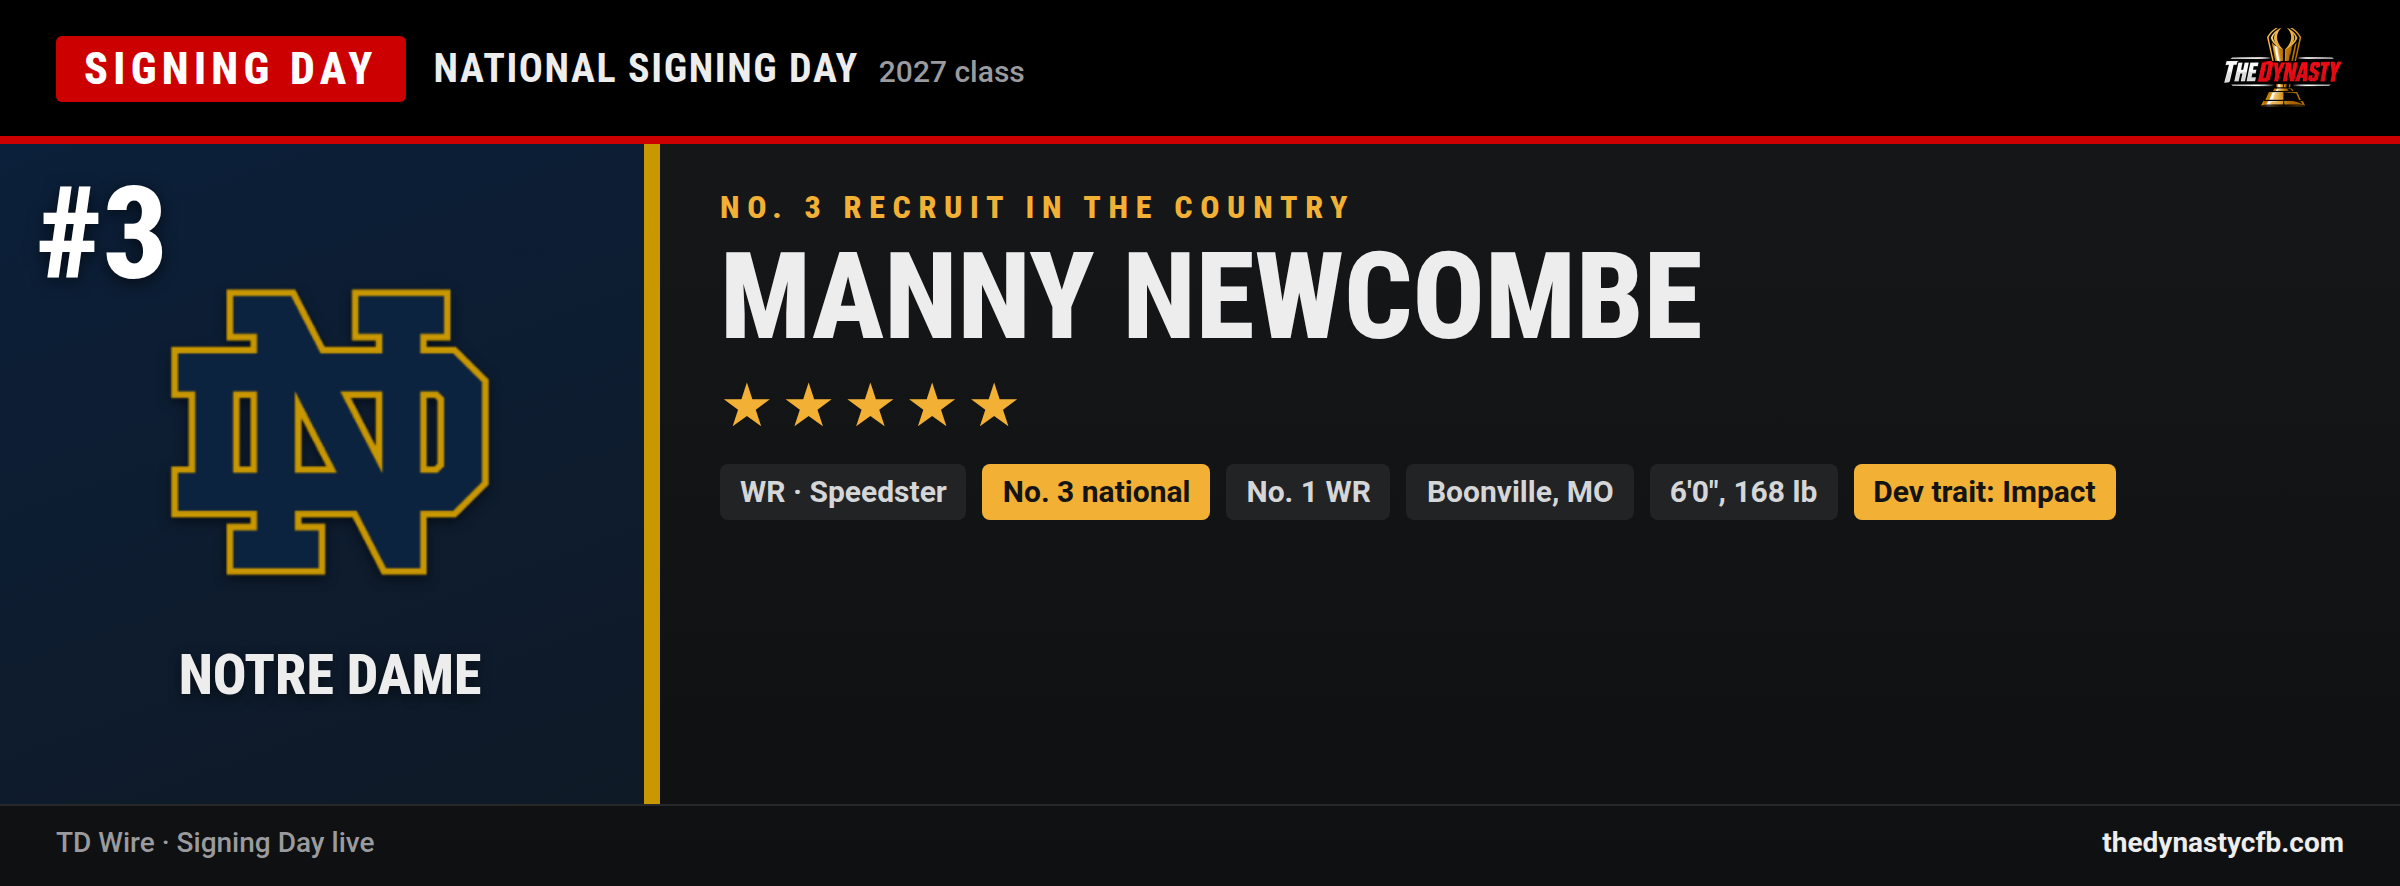 SIGNING DAY NATIONAL SIGNING DAY 2027 class
THE DYNASTY
#3
ND
NOTRE DAME
NO. 3 RECRUIT IN THE COUNTRY
MANNY NEWCOMBE
★★★★★
WR · Speedster No. 3 national No. 1 WR Boonville, MO 6'0", 168 lb Dev trait: Impact
TD Wire · Signing Day live
thedynastycfb.com